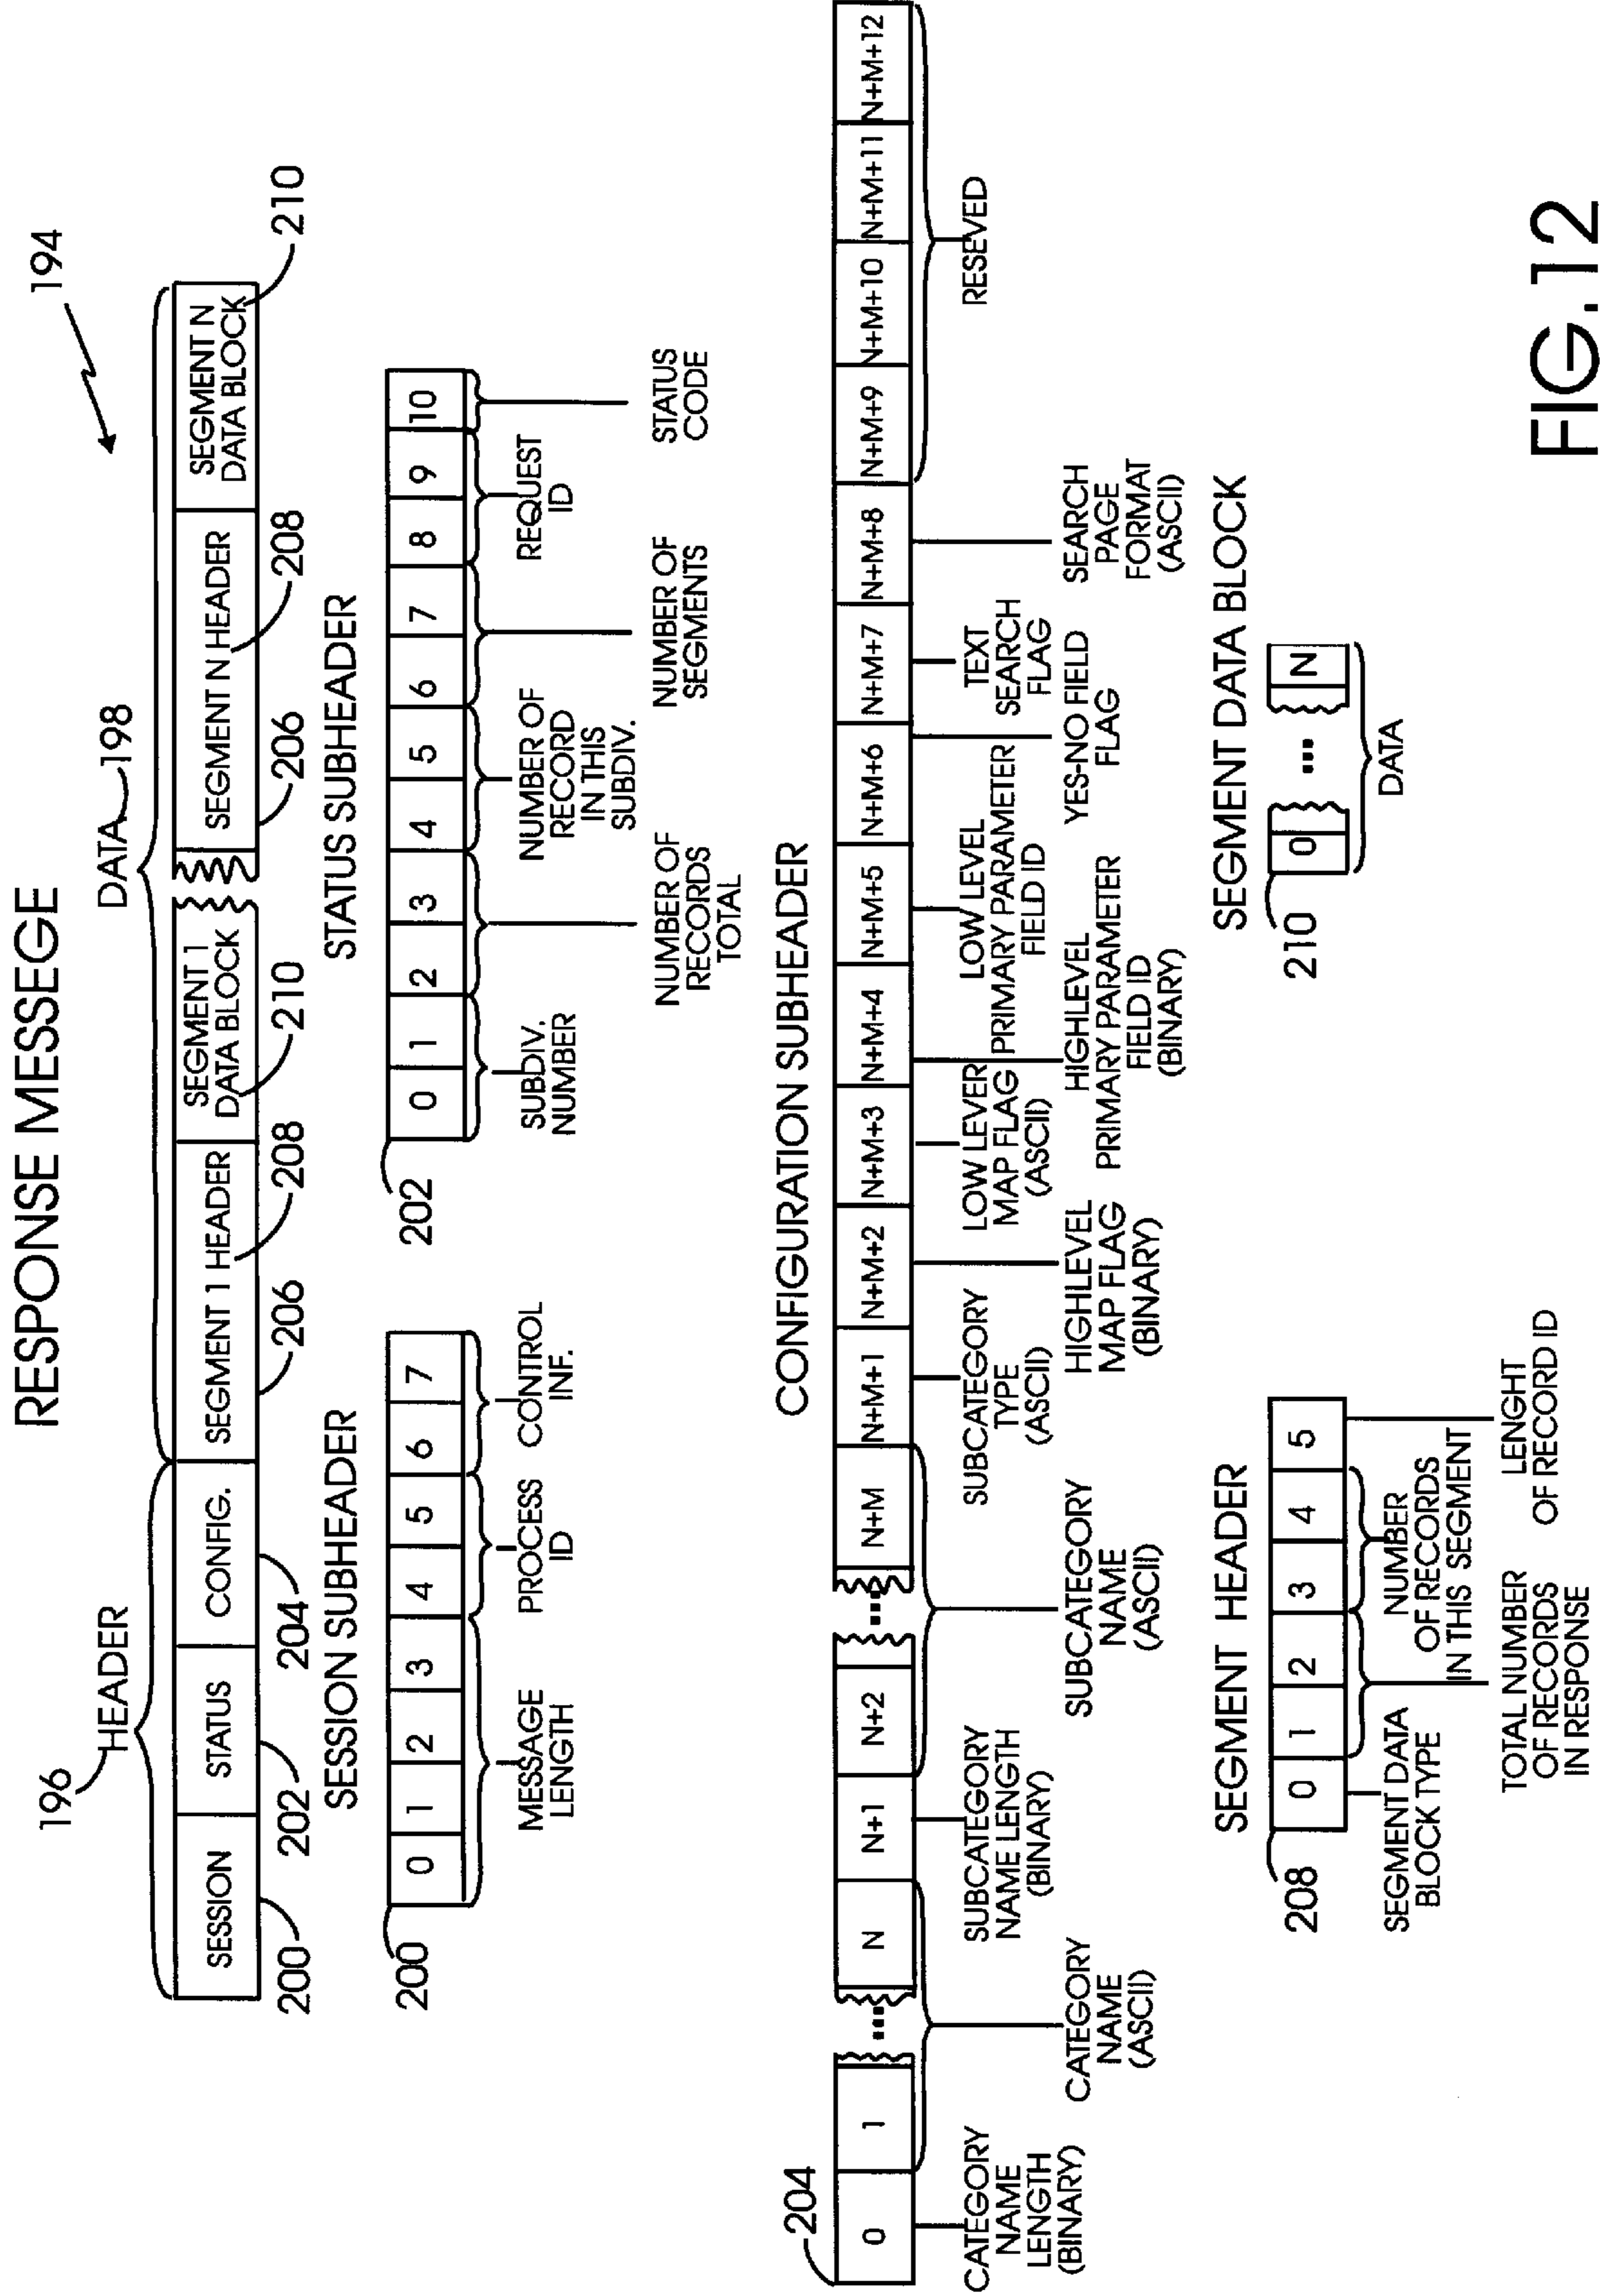 RESPONSE MESSEGE
194
196
HEADER
DATA
198
SESSION
STATUS
CONFIG.
SEGMENT 1 HEADER
SEGMENT 1
DATA BLOCK
SEGMENT N HEADER
SEGMENT N
DATA BLOCK
200
202
204
206
208
210
206
208
210
SESSION SUBHEADER
200
0 1 2 3 4 5 6 7
MESSAGE
LENGTH
PROCESS
ID
CONTROL
INF.
STATUS SUBHEADER
202
0 1 2 3 4 5 6 7 8 9 10
SUBDIV.
NUMBER
NUMBER OF
RECORDS
TOTAL
NUMBER OF
RECORD
IN THIS
SUBDIV.
NUMBER OF
SEGMENTS
REQUEST
ID
STATUS
CODE
CONFIGURATION SUBHEADER
204
0 1 ... N N+1 N+2 ... N+M N+M+1 N+M+2 N+M+3 N+M+4 N+M+5 N+M+6 N+M+7 N+M+8 N+M+9 N+M+10 N+M+11 N+M+12
CATEGORY
NAME
LENGTH
(BINARY)
CATEGORY
NAME
(ASCII)
SUBCATEGORY
NAME LENGTH
(BINARY)
SUBCATEGORY
NAME
(ASCII)
SUBCATEGORY
TYPE
(ASCII)
HIGHLEVEL
MAP FLAG
(BINARY)
LOW LEVER
MAP FLAG
(ASCII)
HIGHLEVEL
PRIMARY PARAMETER
FIELD ID
(BINARY)
LOW LEVEL
PRIMARY PARAMETER
FIELD ID
YES-NO FIELD
FLAG
TEXT
SEARCH
FLAG
SEARCH
PAGE
FORMAT
(ASCII)
RESEVED
SEGMENT HEADER
208
0 1 2 3 4 5
SEGMENT DATA
BLOCK TYPE
TOTAL NUMBER
OF RECORDS
IN RESPONSE
NUMBER
OF RECORDS
IN THIS SEGMENT
LENGHT
OF RECORD ID
SEGMENT DATA BLOCK
210
0 ... N
DATA
FIG.12